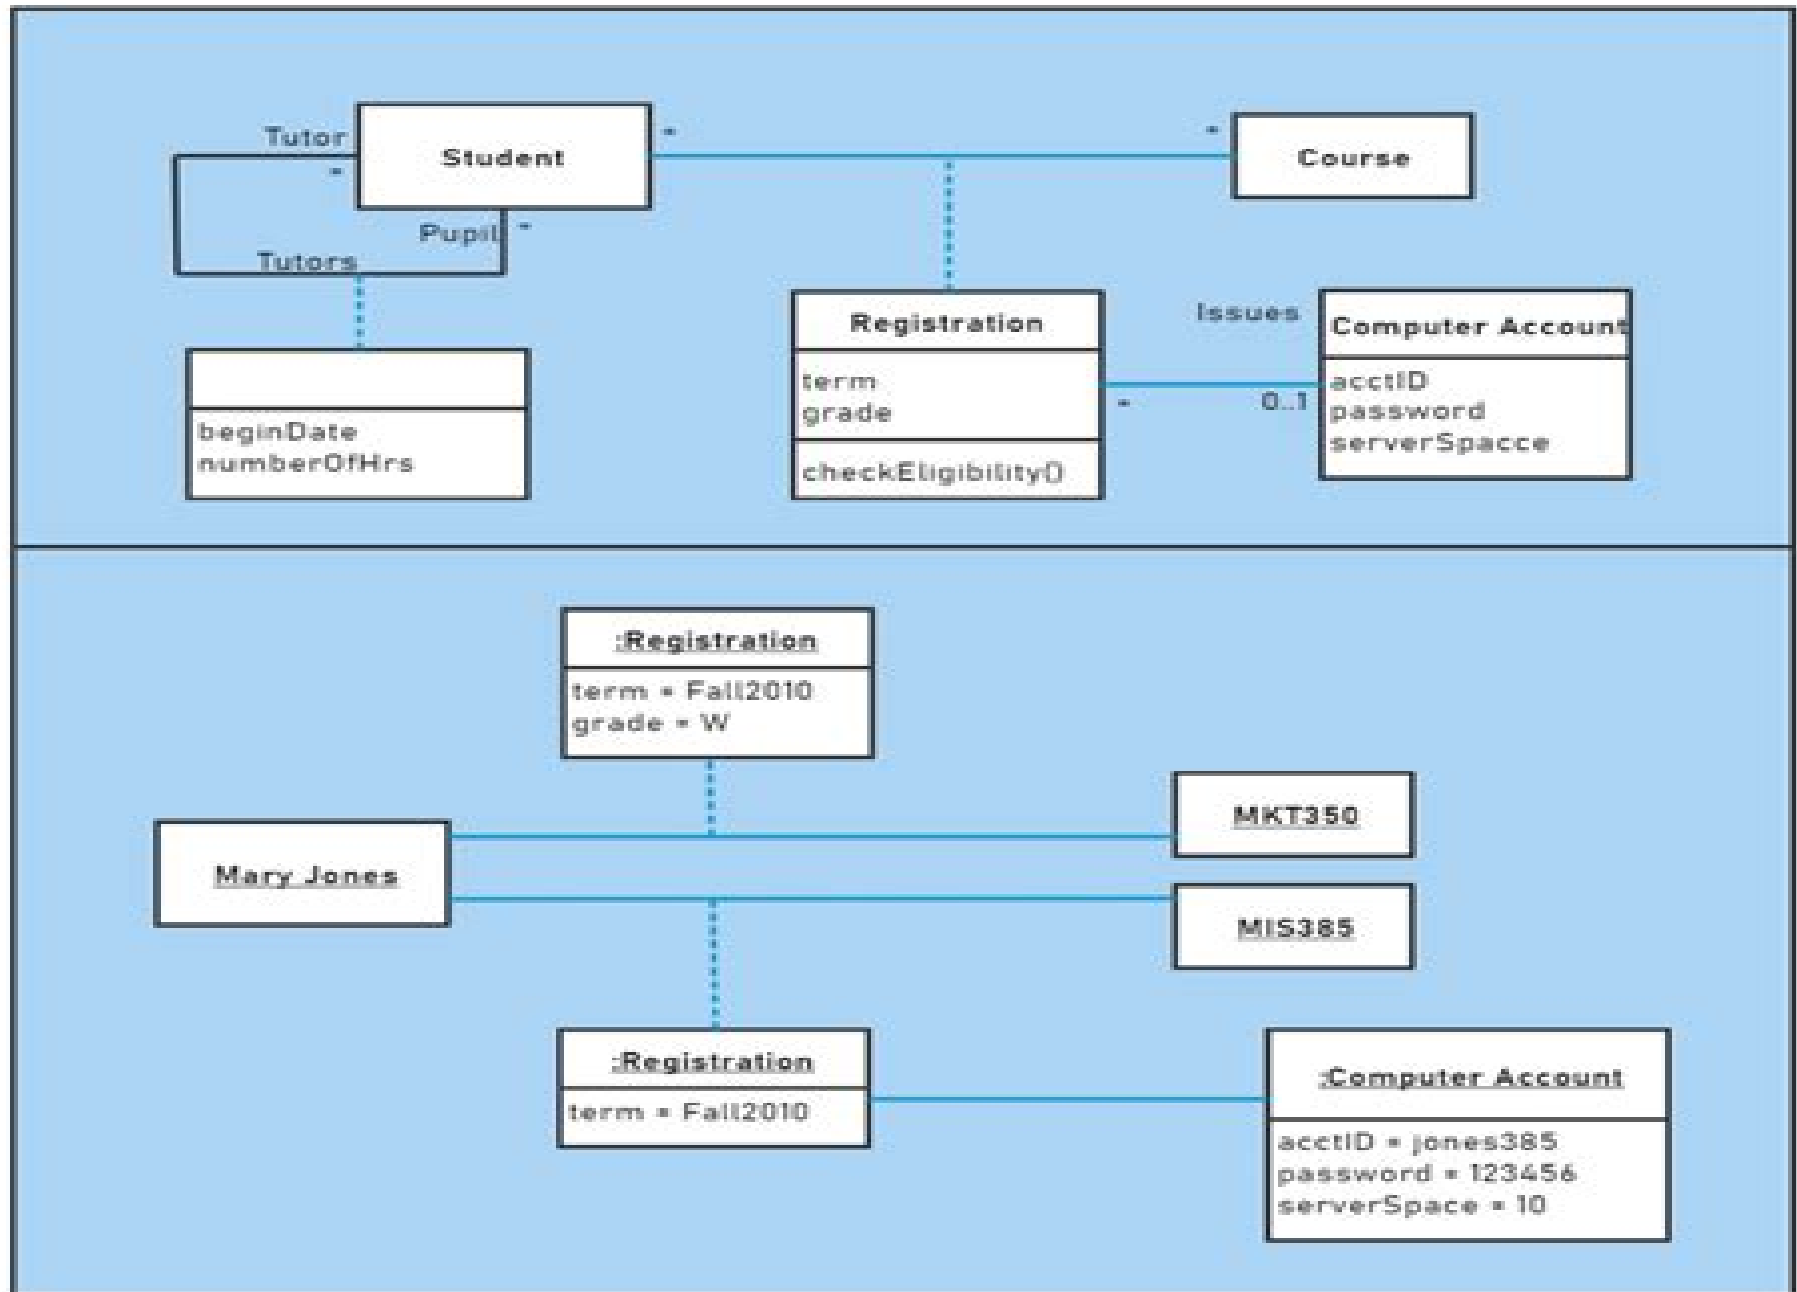 Tutor
*
Student
*
*
Course
Pupil
*
Tutors
beginDate
numberOfHrs
Registration
term
grade
checkEligibility()
Issues
*
0..1
Computer Account
acctID
password
serverSpacce
:Registration
term = Fall2010
grade = W
Mary Jones
MKT350
MIS385
:Registration
term = Fall2010
:Computer Account
acctID = jones385
password = 123456
serverSpace = 10